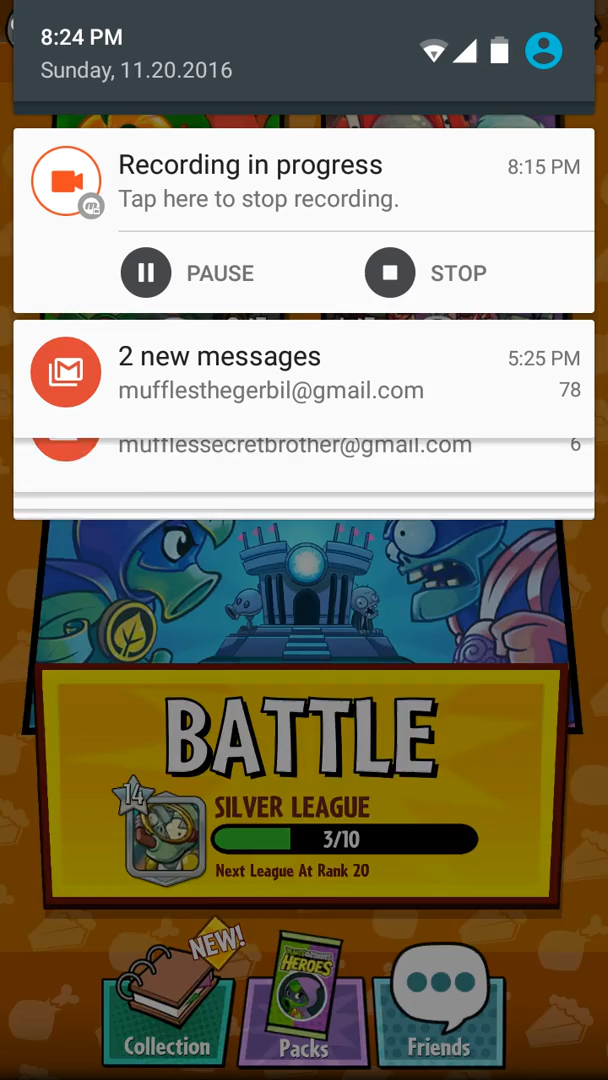 8:24 PM
Sunday, 11.20.2016
Recording in progress
8:15 PM
Tap here to stop recording.
PAUSE
STOP
2 new messages
5:25 PM
mufflesthegerbil@gmail.com
78
mufflessecretbrother@gmail.com
6
BATTLE
14
SILVER LEAGUE
3/10
Next League At Rank 20
NEW!
HEROES
Collection
Packs
Friends